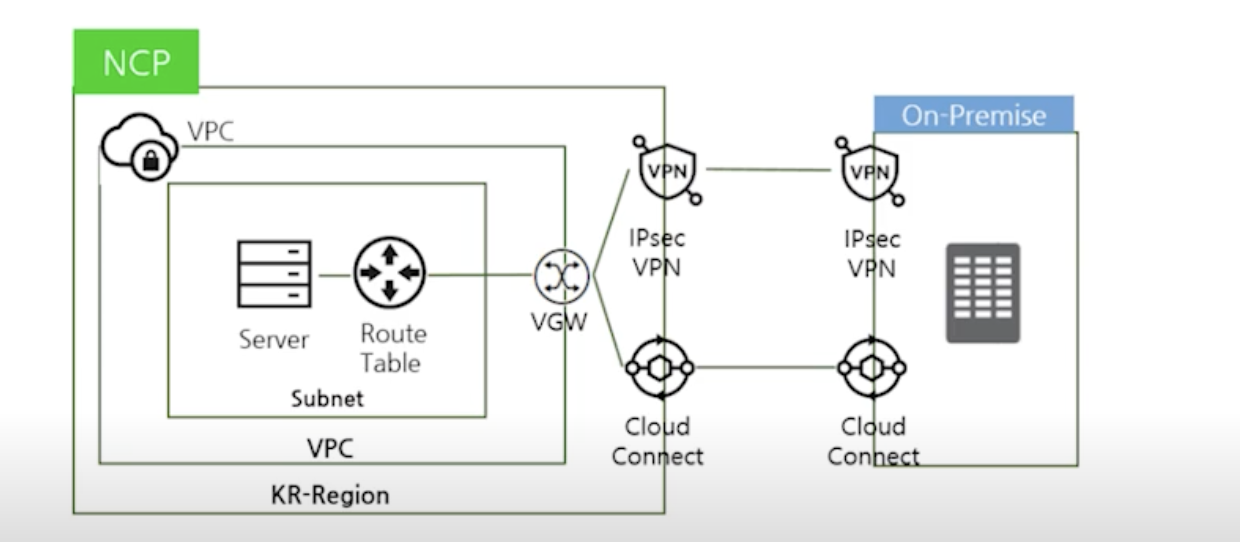 NCP
VPC
On-Premise
VPN
VPN
IPsec
VPN
IPsec
VPN
Server
Route
Table
VGW
Subnet
Cloud
Connect
Cloud
Connect
VPC
KR-Region